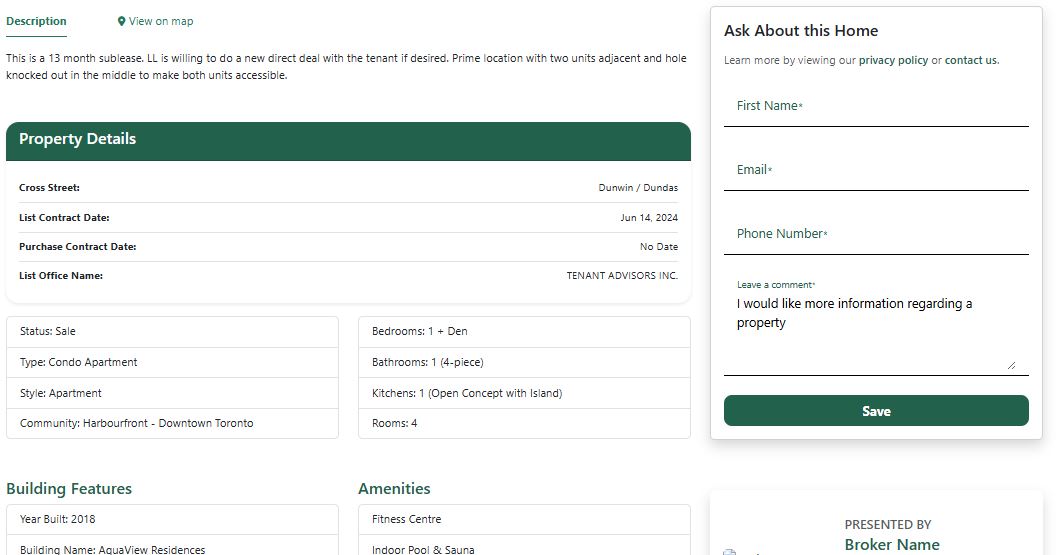 Description
View on map
This is a 13 month sublease. LL is willing to do a new direct deal with the tenant if desired. Prime location with two units adjacent and hole
knocked out in the middle to make both units accessible.
Property Details
Cross Street: Dunwin / Dundas
List Contract Date: Jun 14, 2024
Purchase Contract Date: No Date
List Office Name: TENANT ADVISORS INC.
Status: Sale
Type: Condo Apartment
Style: Apartment
Community: Harbourfront - Downtown Toronto
Bedrooms: 1 + Den
Bathrooms: 1 (4-piece)
Kitchens: 1 (Open Concept with Island)
Rooms: 4
Building Features
Year Built: 2018
Building Name: AquaView Residences
Amenities
Fitness Centre
Indoor Pool & Sauna
Ask About this Home
Learn more by viewing our privacy policy or contact us.
First Name*
Email*
Phone Number*
Leave a comment*
I would like more information regarding a
property
Save
PRESENTED BY
Broker Name